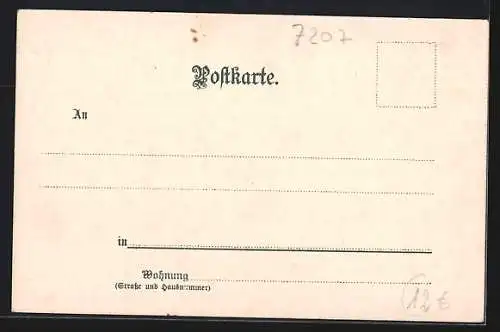 7207
Postkarte.
An
in
Wohnung
(Straße und Hausnummer)
12 €